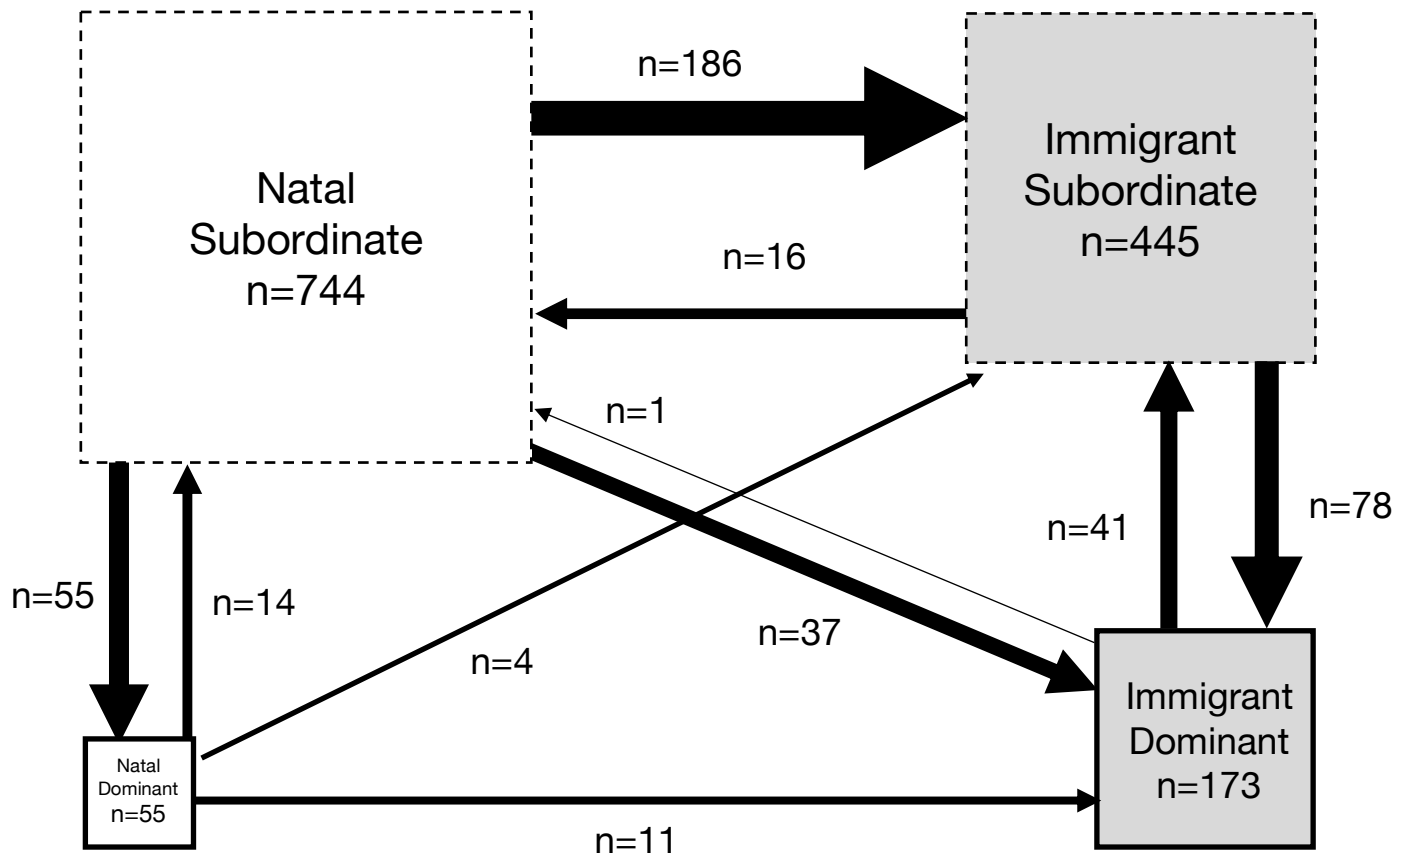 n=186
Natal
Subordinate
n=744
Immigrant
Subordinate
n=445
n=16
n=1
n=55
n=14
n=4
n=37
n=41
n=78
Natal
Dominant
n=55
n=11
Immigrant
Dominant
n=173